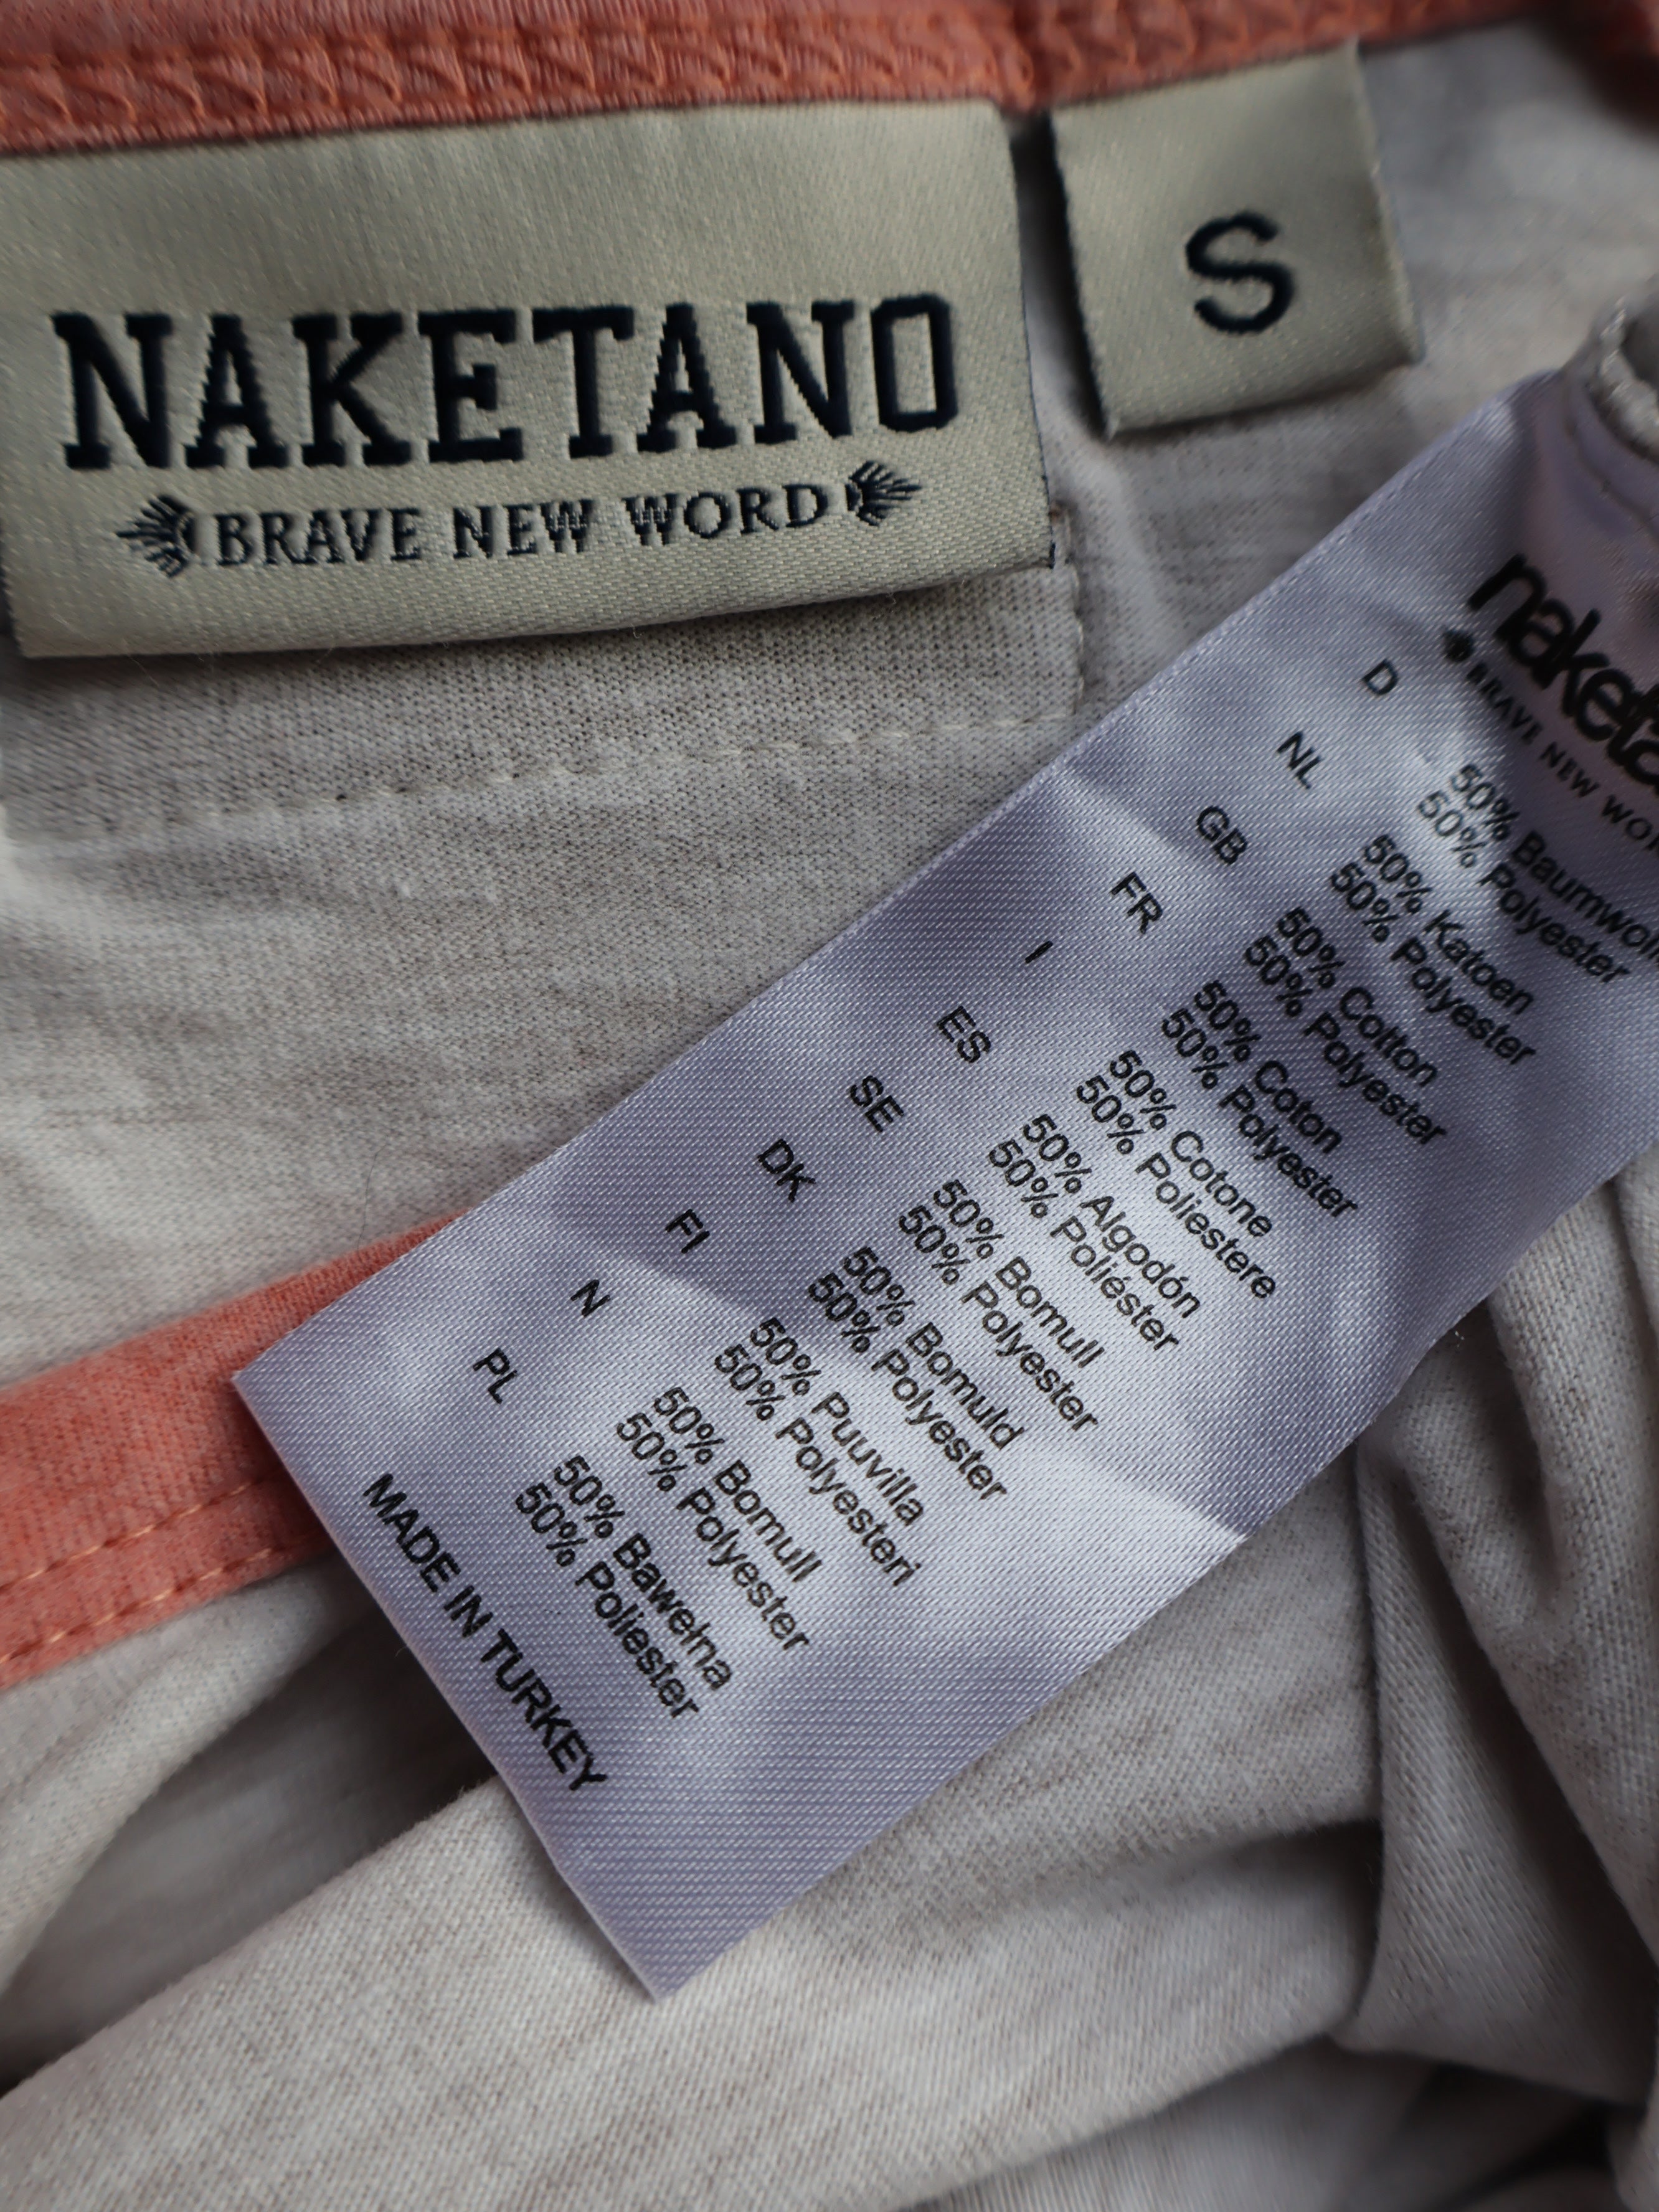 NAKETANO
BRAVE NEW WORD
S
BRAVE NEW
D
50%
50% Polyester
NL
50% Katoen
50% Polyester
GB
50% Cotton
50% Polyester
FR
50% Coton
50% Polyester
I
50% Cotone
50% Poliestere
ES
50% Algodón
50% Poliéster
SE
50% Bomull
50% Polyester
DK
50% Bomuld
50% Polyester
FI
50% Puuvilla
50% Polyesteri
N
50% Bomull
50% Polyester
PL
50% Bawełna
50% Poliester
MADE IN TURKEY